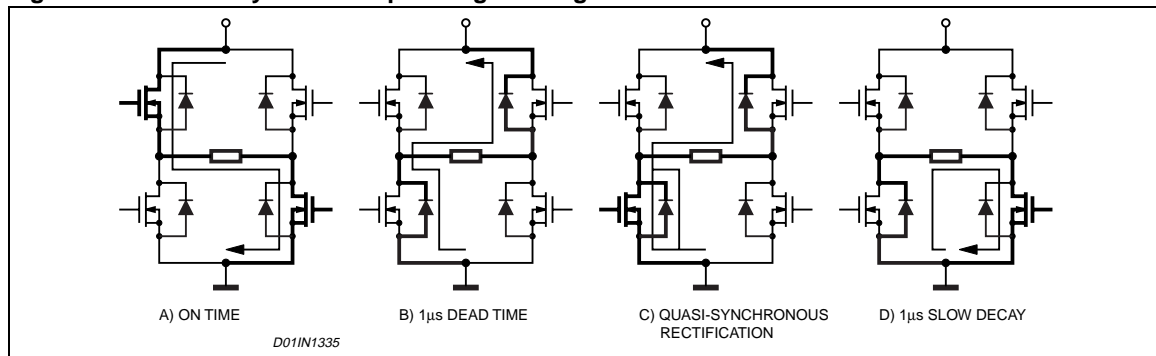 A) ON TIME
B) 1µs DEAD TIME
C) QUASI-SYNCHRONOUS
RECTIFICATION
D) 1µs SLOW DECAY
D01IN1335